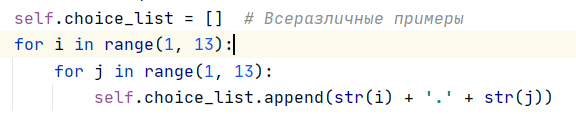 self.choice_list = []  # Всеразличные примеры
for i in range(1, 13):
    for j in range(1, 13):
        self.choice_list.append(str(i) + '.' + str(j))